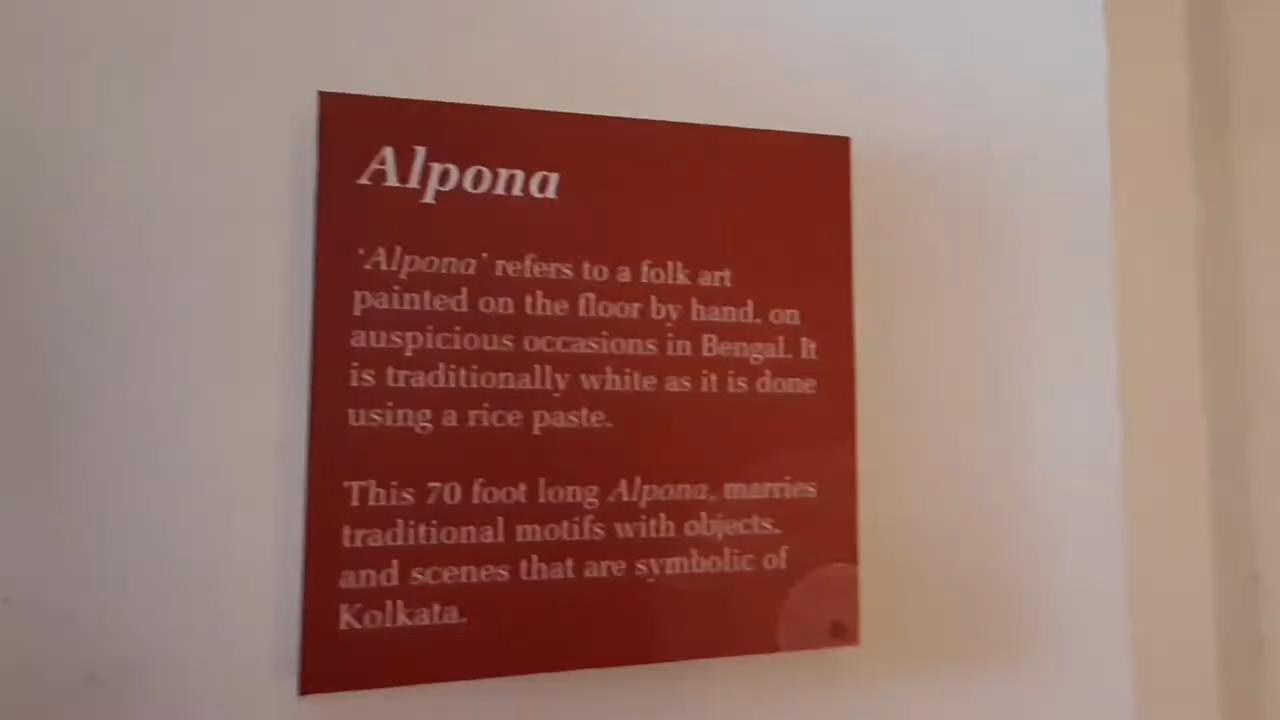 Alpona
'Alpona' refers to a folk art
painted on the floor by hand, on
auspicious occasions in Bengal. It
is traditionally white as it is done
using a rice paste.
This 70 foot long Alpona, marries
traditional motifs with objects,
and scenes that are symbolic of
Kolkata.